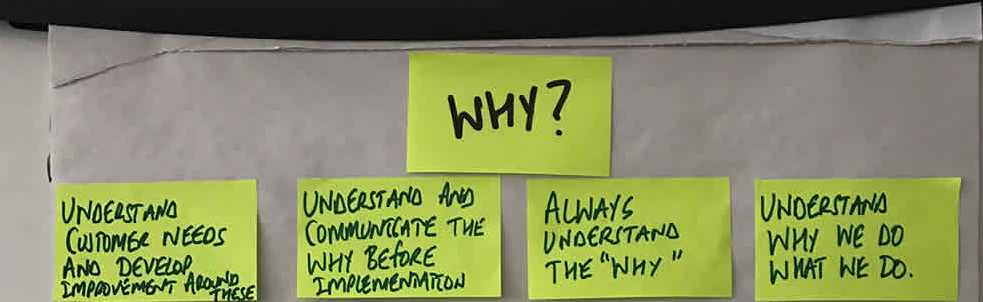 WHY?
UNDERSTAND
CUSTOMER NEEDS
AND DEVELOP
IMPROVEMENT AROUND
THESE
UNDERSTAND AND
COMMUNICATE THE
WHY BEFORE
IMPLEMENTATION
ALWAYS
UNDERSTAND
THE "WHY"
UNDERSTAND
WHY WE DO
WHAT WE DO.